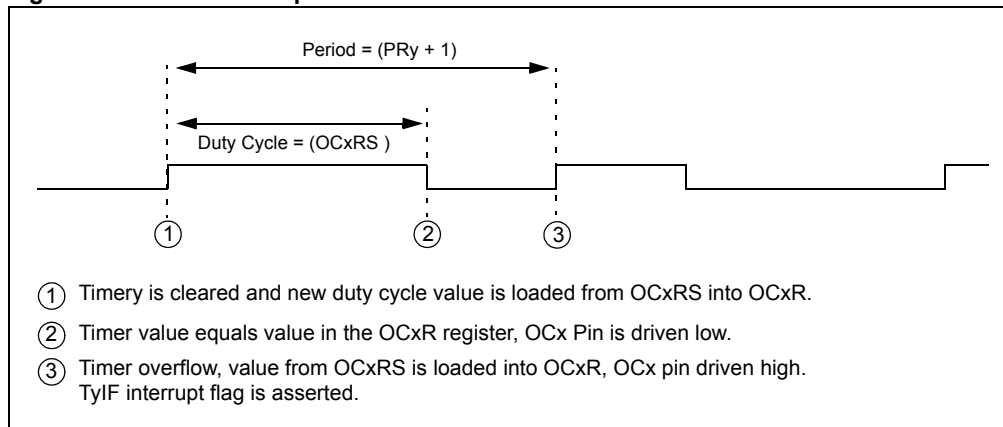 Period = (PRy + 1)
Duty Cycle = (OCxRS )
1
2
3
1 Timery is cleared and new duty cycle value is loaded from OCxRS into OCxR.
2 Timer value equals value in the OCxR register, OCx Pin is driven low.
3 Timer overflow, value from OCxRS is loaded into OCxR, OCx pin driven high.
TyIF interrupt flag is asserted.